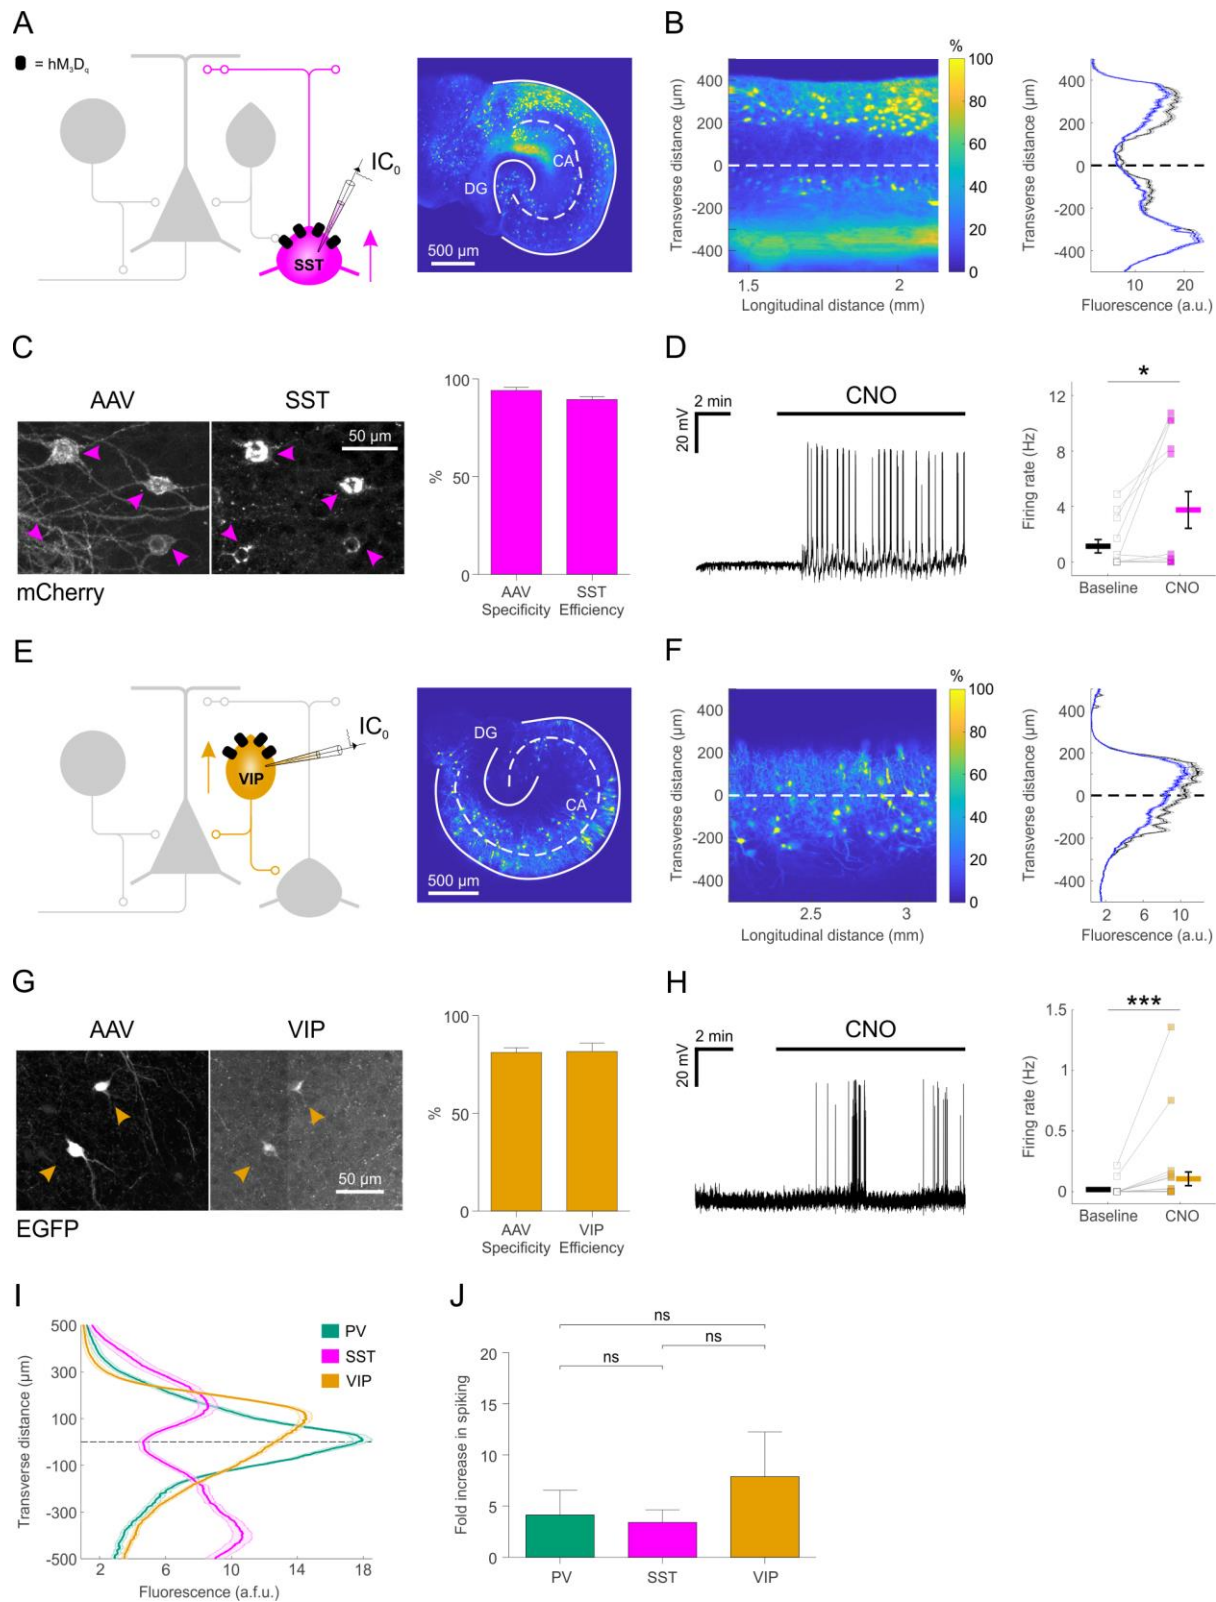 A
= hM₃Dq
IC₀
SST
CA
DG
500 µm
B
%
Transverse distance (µm)
400
200
0
-200
-400
1.5
2
Longitudinal distance (mm)
100
80
60
40
20
0
400
200
0
-200
-400
10
20
Fluorescence (a.u.)
C
AAV
SST
50 µm
mCherry
100
50
0
%
AAV
Specificity
SST
Efficiency
D
2 min
20 mV
CNO
*
Firing rate (Hz)
12
8
4
0
Baseline
CNO
E
VIP
IC₀
DG
CA
500 µm
F
%
Transverse distance (µm)
400
200
0
-200
-400
2.5
3
Longitudinal distance (mm)
100
80
60
40
20
0
400
200
0
-200
-400
2
6
10
Fluorescence (a.u.)
G
AAV
VIP
50 µm
EGFP
100
50
0
%
AAV
Specificity
VIP
Efficiency
H
2 min
20 mV
CNO
***
Firing rate (Hz)
1.5
1
0.5
0
Baseline
CNO
I
Transverse distance (µm)
500
300
100
-100
-300
-500
PV
SST
VIP
2
6
10
14
18
Fluorescence (a.f.u.)
J
ns
ns
ns
Fold increase in spiking
20
15
10
5
0
PV
SST
VIP